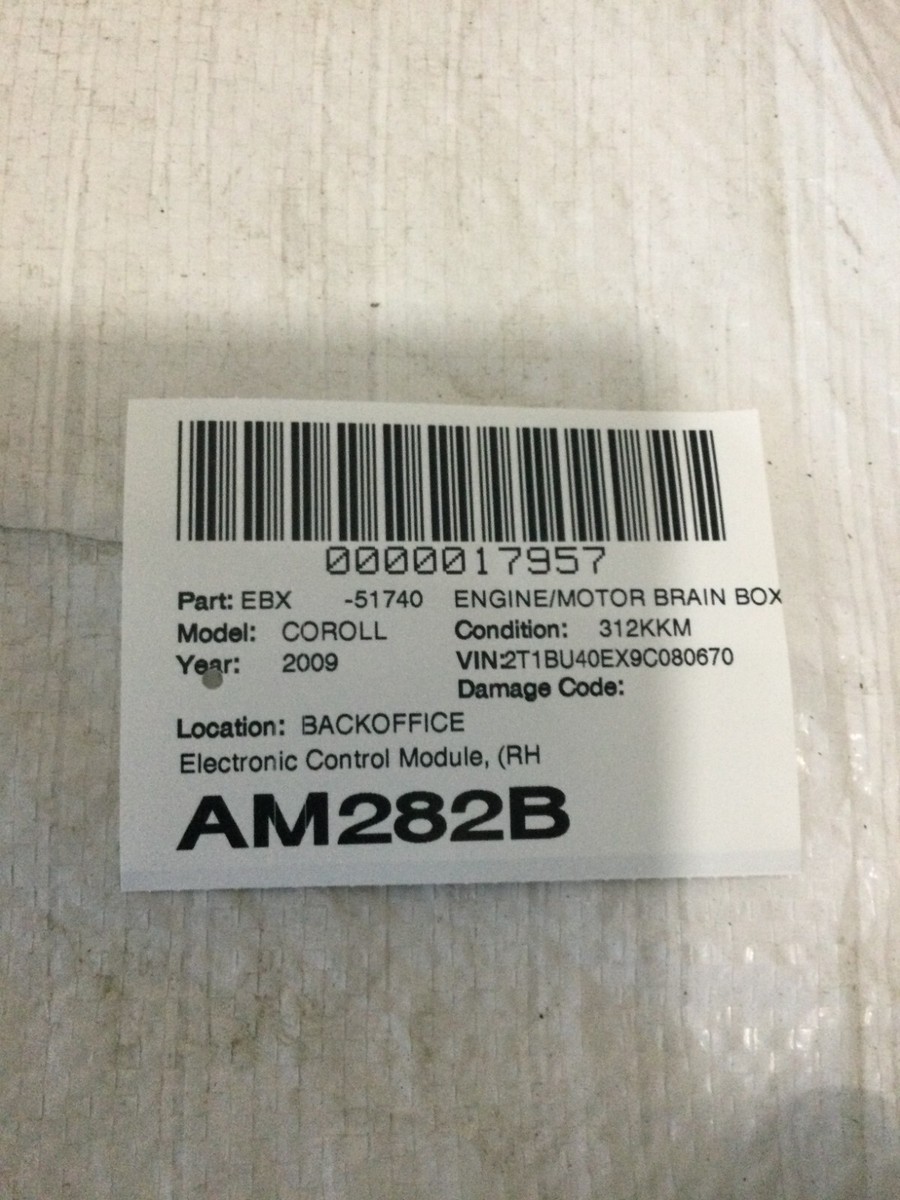 0000017957
Part: EBX -51740 ENGINE/MOTOR BRAIN BOX
Model: COROLL Condition: 312KKM
Year: 2009 VIN:2T1BU40EX9C080670
Damage Code:
Location: BACKOFFICE
Electronic Control Module, (RH
AM282B